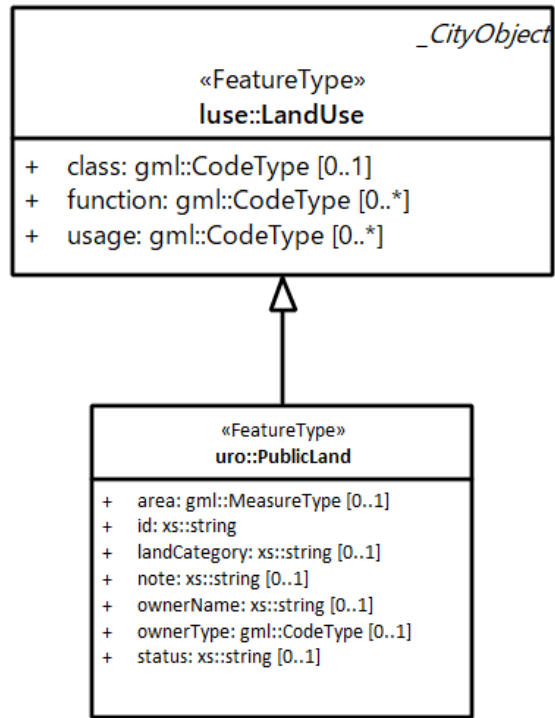 _CityObject
«FeatureType»
luse::LandUse
+ class: gml::CodeType [0..1]
+ function: gml::CodeType [0..*]
+ usage: gml::CodeType [0..*]
«FeatureType»
uro::PublicLand
+ area: gml::MeasureType [0..1]
+ id: xs::string
+ landCategory: xs::string [0..1]
+ note: xs::string [0..1]
+ ownerName: xs::string [0..1]
+ ownerType: gml::CodeType [0..1]
+ status: xs::string [0..1]